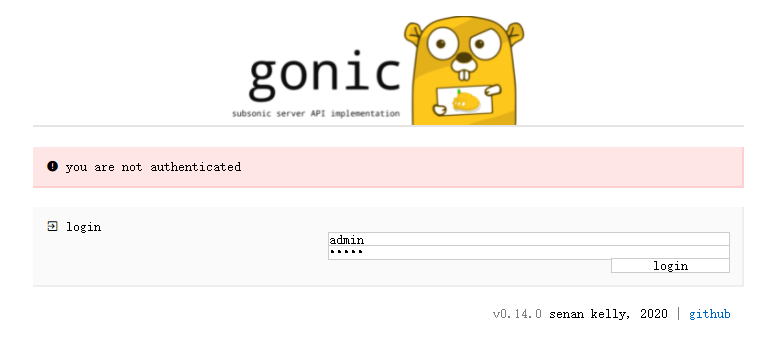 gonic
subsonic server API implementation
you are not authenticated
login
admin
•••••
login
v0.14.0 senan kelly, 2020 | github